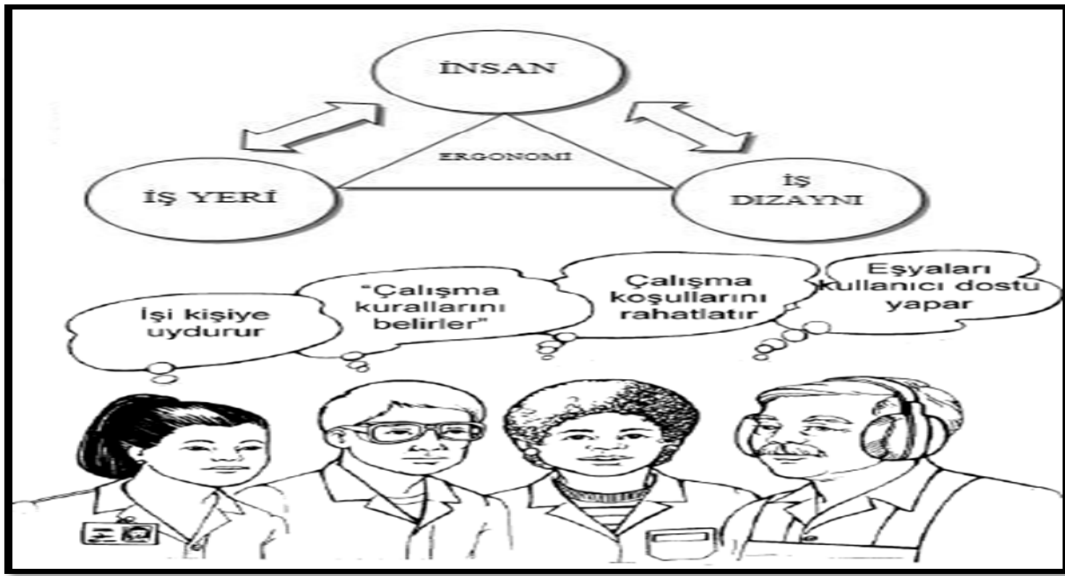 İNSAN
ERGONOMİ
İŞ YERİ
İŞ
DIZAYNI
İşi kişiye
uydurur
"Çalışma
kurallarını
belirler"
Çalışma
koşullarını
rahatlatır
Eşyaları
kullanıcı dostu
yapar